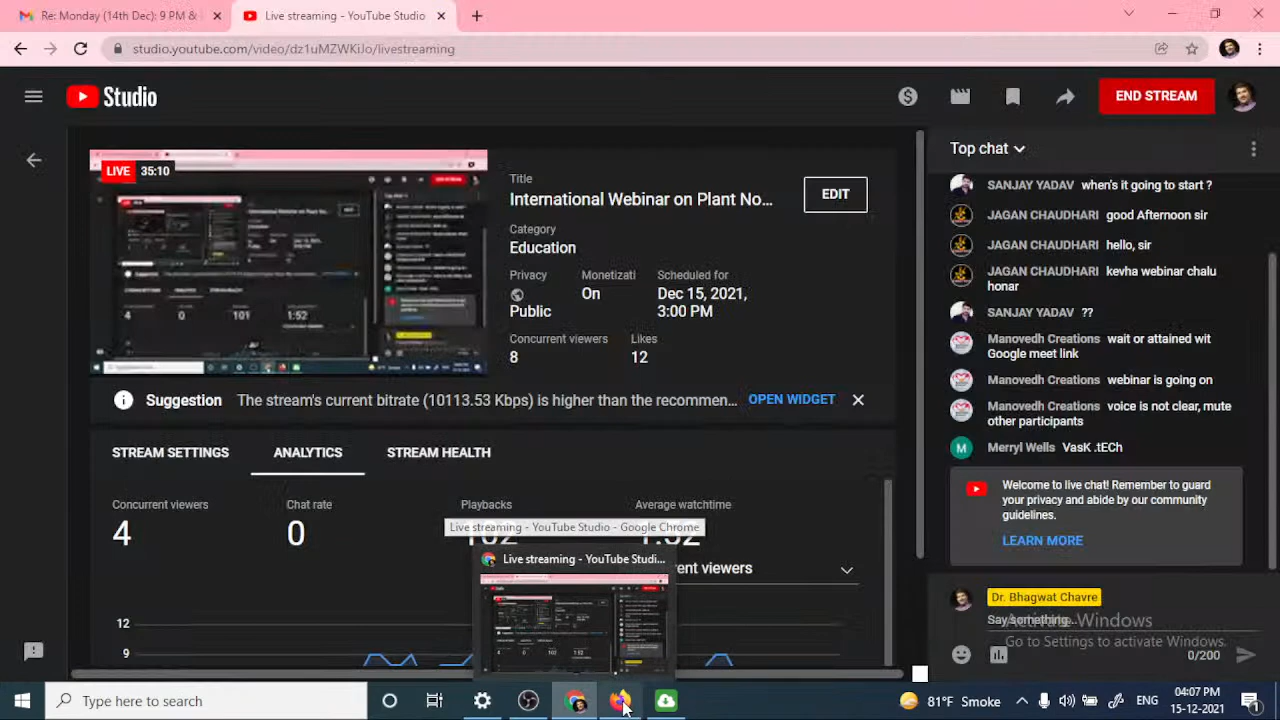 Re: Monday (14th Dec): 9 PM &
Live streaming - YouTube Studio
studio.youtube.com/video/dz1uMZWKiJo/livestreaming
Studio
END STREAM
LIVE 35:10
Title
International Webinar on Plant No...
EDIT
Category
Education
Privacy
Monetizati
Scheduled for
Public
On
Dec 15, 2021,
3:00 PM
Concurrent viewers
Likes
8
12
Suggestion The stream's current bitrate (10113.53 Kbps) is higher than the recommen...
OPEN WIDGET
STREAM SETTINGS
ANALYTICS
STREAM HEALTH
Concurrent viewers
Chat rate
Playbacks
Average watchtime
4
0
Live streaming - YouTube Studio - Google Chrome
Live streaming - YouTube Studi...
viewers
12
9
Top chat
SANJAY YADAV when's it going to start ?
JAGAN CHAUDHARI good Afternoon sir
JAGAN CHAUDHARI hello, sir
JAGAN CHAUDHARI keвha webinar chalu
honar
SANJAY YADAV ??
Manovedh Creations wait or attained wit
Google meet link
Manovedh Creations webinar is going on
Manovedh Creations voice is not clear, mute
other participants
Merryl Wells VasK .tECh
Welcome to live chat! Remember to guard
your privacy and abide by our community
guidelines.
LEARN MORE
Dr. Bhagwat Chavre
Say something...
0/200
Activate Windows
Go to Settings to activate Windows.
Type here to search
81°F Smoke
ENG
04:07 PM
15-12-2021
1